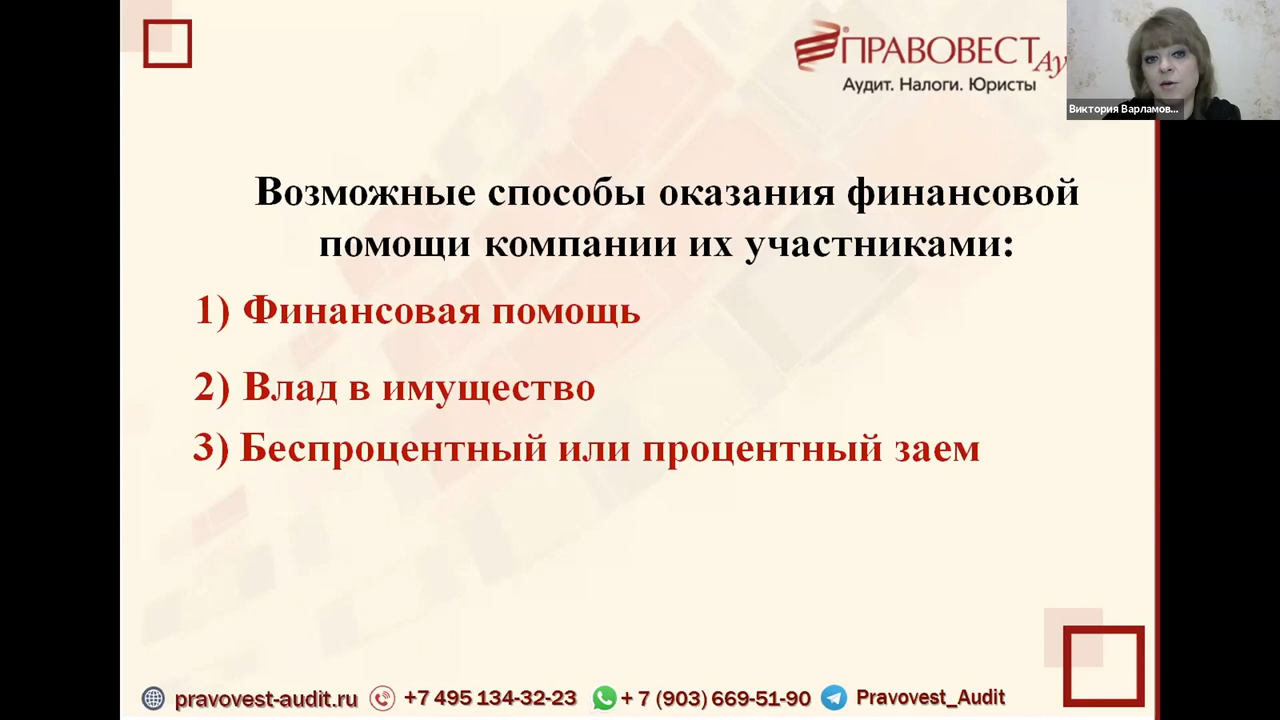 ПРАВОВЕСТ Ау
Аудит. Налоги. Юристы
Виктория Варламов...
Возможные способы оказания финансовой
помощи компании их участниками:
1) Финансовая помощь
2) Влад в имущество
3) Беспроцентный или процентный заем
pravovest-audit.ru +7 495 134-32-23 + 7 (903) 669-51-90 Pravovest_Audit